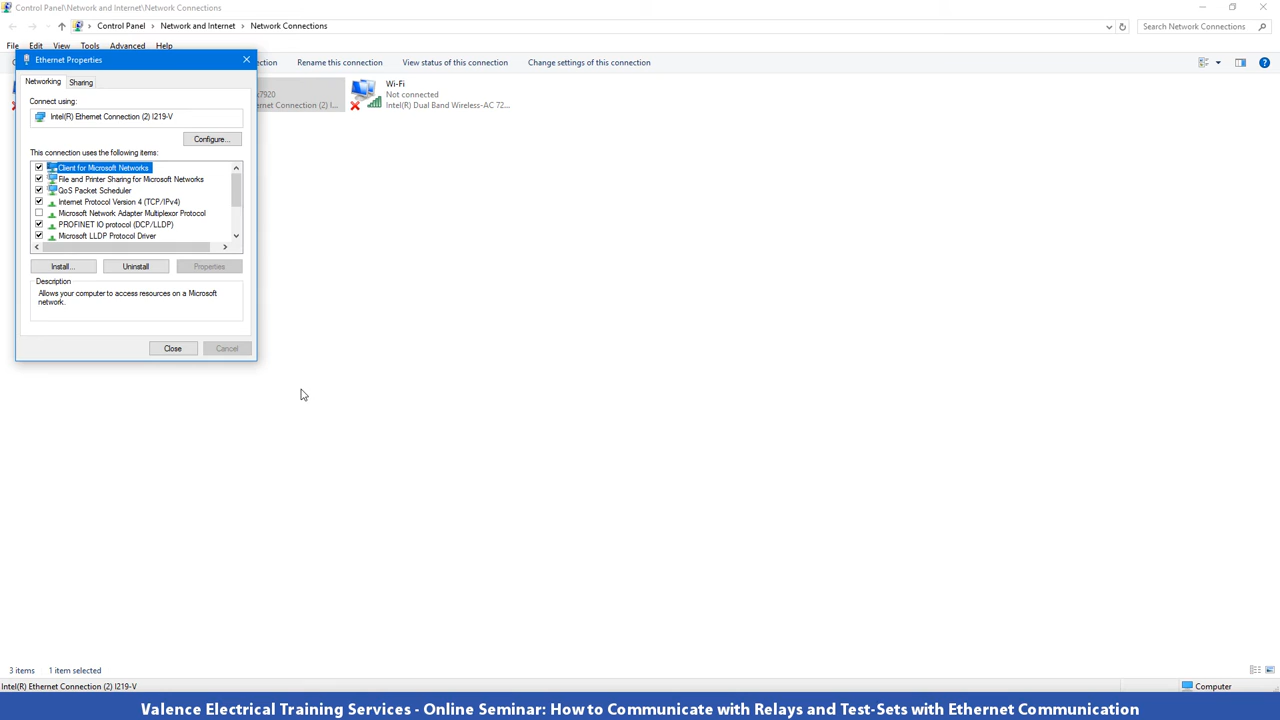 Control Panel\Network and Internet\Network Connections
Control Panel > Network and Internet > Network Connections
Search Network Connections
File Edit View Tools Advanced Help
Ethernet Properties
Rename this connection View status of this connection Change settings of this connection
Networking Sharing
Wi-Fi
Not connected
Intel(R) Dual Band Wireless-AC 72...
Connect using:
Intel(R) Ethernet Connection (2) I219-V
Configure...
This connection uses the following items:
Client for Microsoft Networks
File and Printer Sharing for Microsoft Networks
QoS Packet Scheduler
Internet Protocol Version 4 (TCP/IPv4)
Microsoft Network Adapter Multiplexor Protocol
PROFINET IO protocol (DCP/LLDP)
Microsoft LLDP Protocol Driver
Install... Uninstall Properties
Description
Allows your computer to access resources on a Microsoft
network.
Close Cancel
3 items 1 item selected
Intel(R) Ethernet Connection (2) I219-V
Computer
Valence Electrical Training Services - Online Seminar: How to Communicate with Relays and Test-Sets with Ethernet Communication